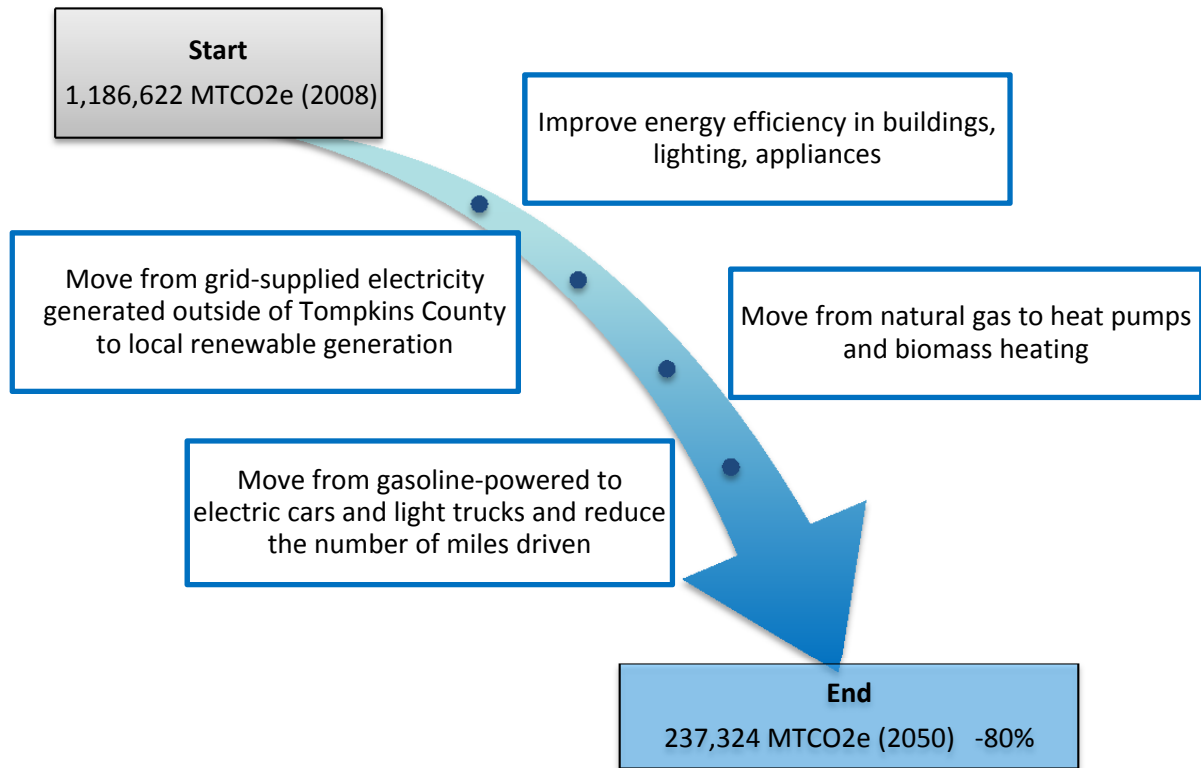 Start
1,186,622 MTCO2e (2008)
Improve energy efficiency in buildings,
lighting, appliances
Move from grid-supplied electricity
generated outside of Tompkins County
to local renewable generation
Move from natural gas to heat pumps
and biomass heating
Move from gasoline-powered to
electric cars and light trucks and reduce
the number of miles driven
End
237,324 MTCO2e (2050) -80%